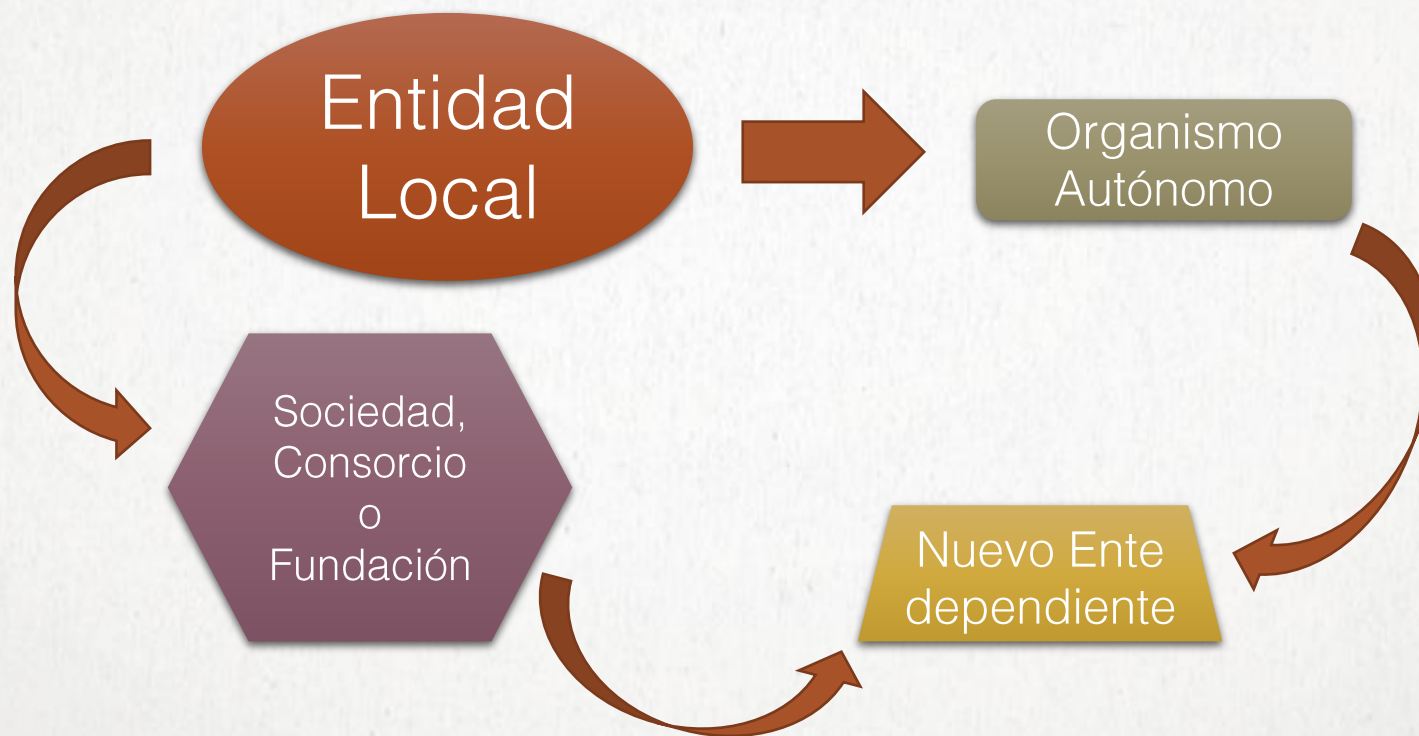 Entidad
Local
Organismo
Autónomo
Sociedad,
Consorcio
o
Fundación
Nuevo Ente
dependiente